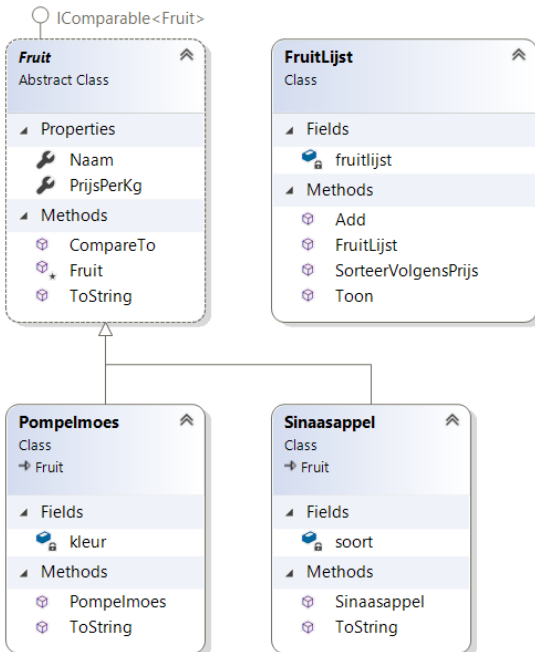 IComparable<Fruit>
Fruit
Abstract Class
Properties
Naam
PrijsPerKg
Methods
CompareTo
Fruit
ToString
FruitLijst
Class
Fields
fruitlijst
Methods
Add
FruitLijst
SorteerVolgensPrijs
Toon
Pompelmoes
Class
Fruit
Fields
kleur
Methods
Pompelmoes
ToString
Sinaasappel
Class
Fruit
Fields
soort
Methods
Sinaasappel
ToString